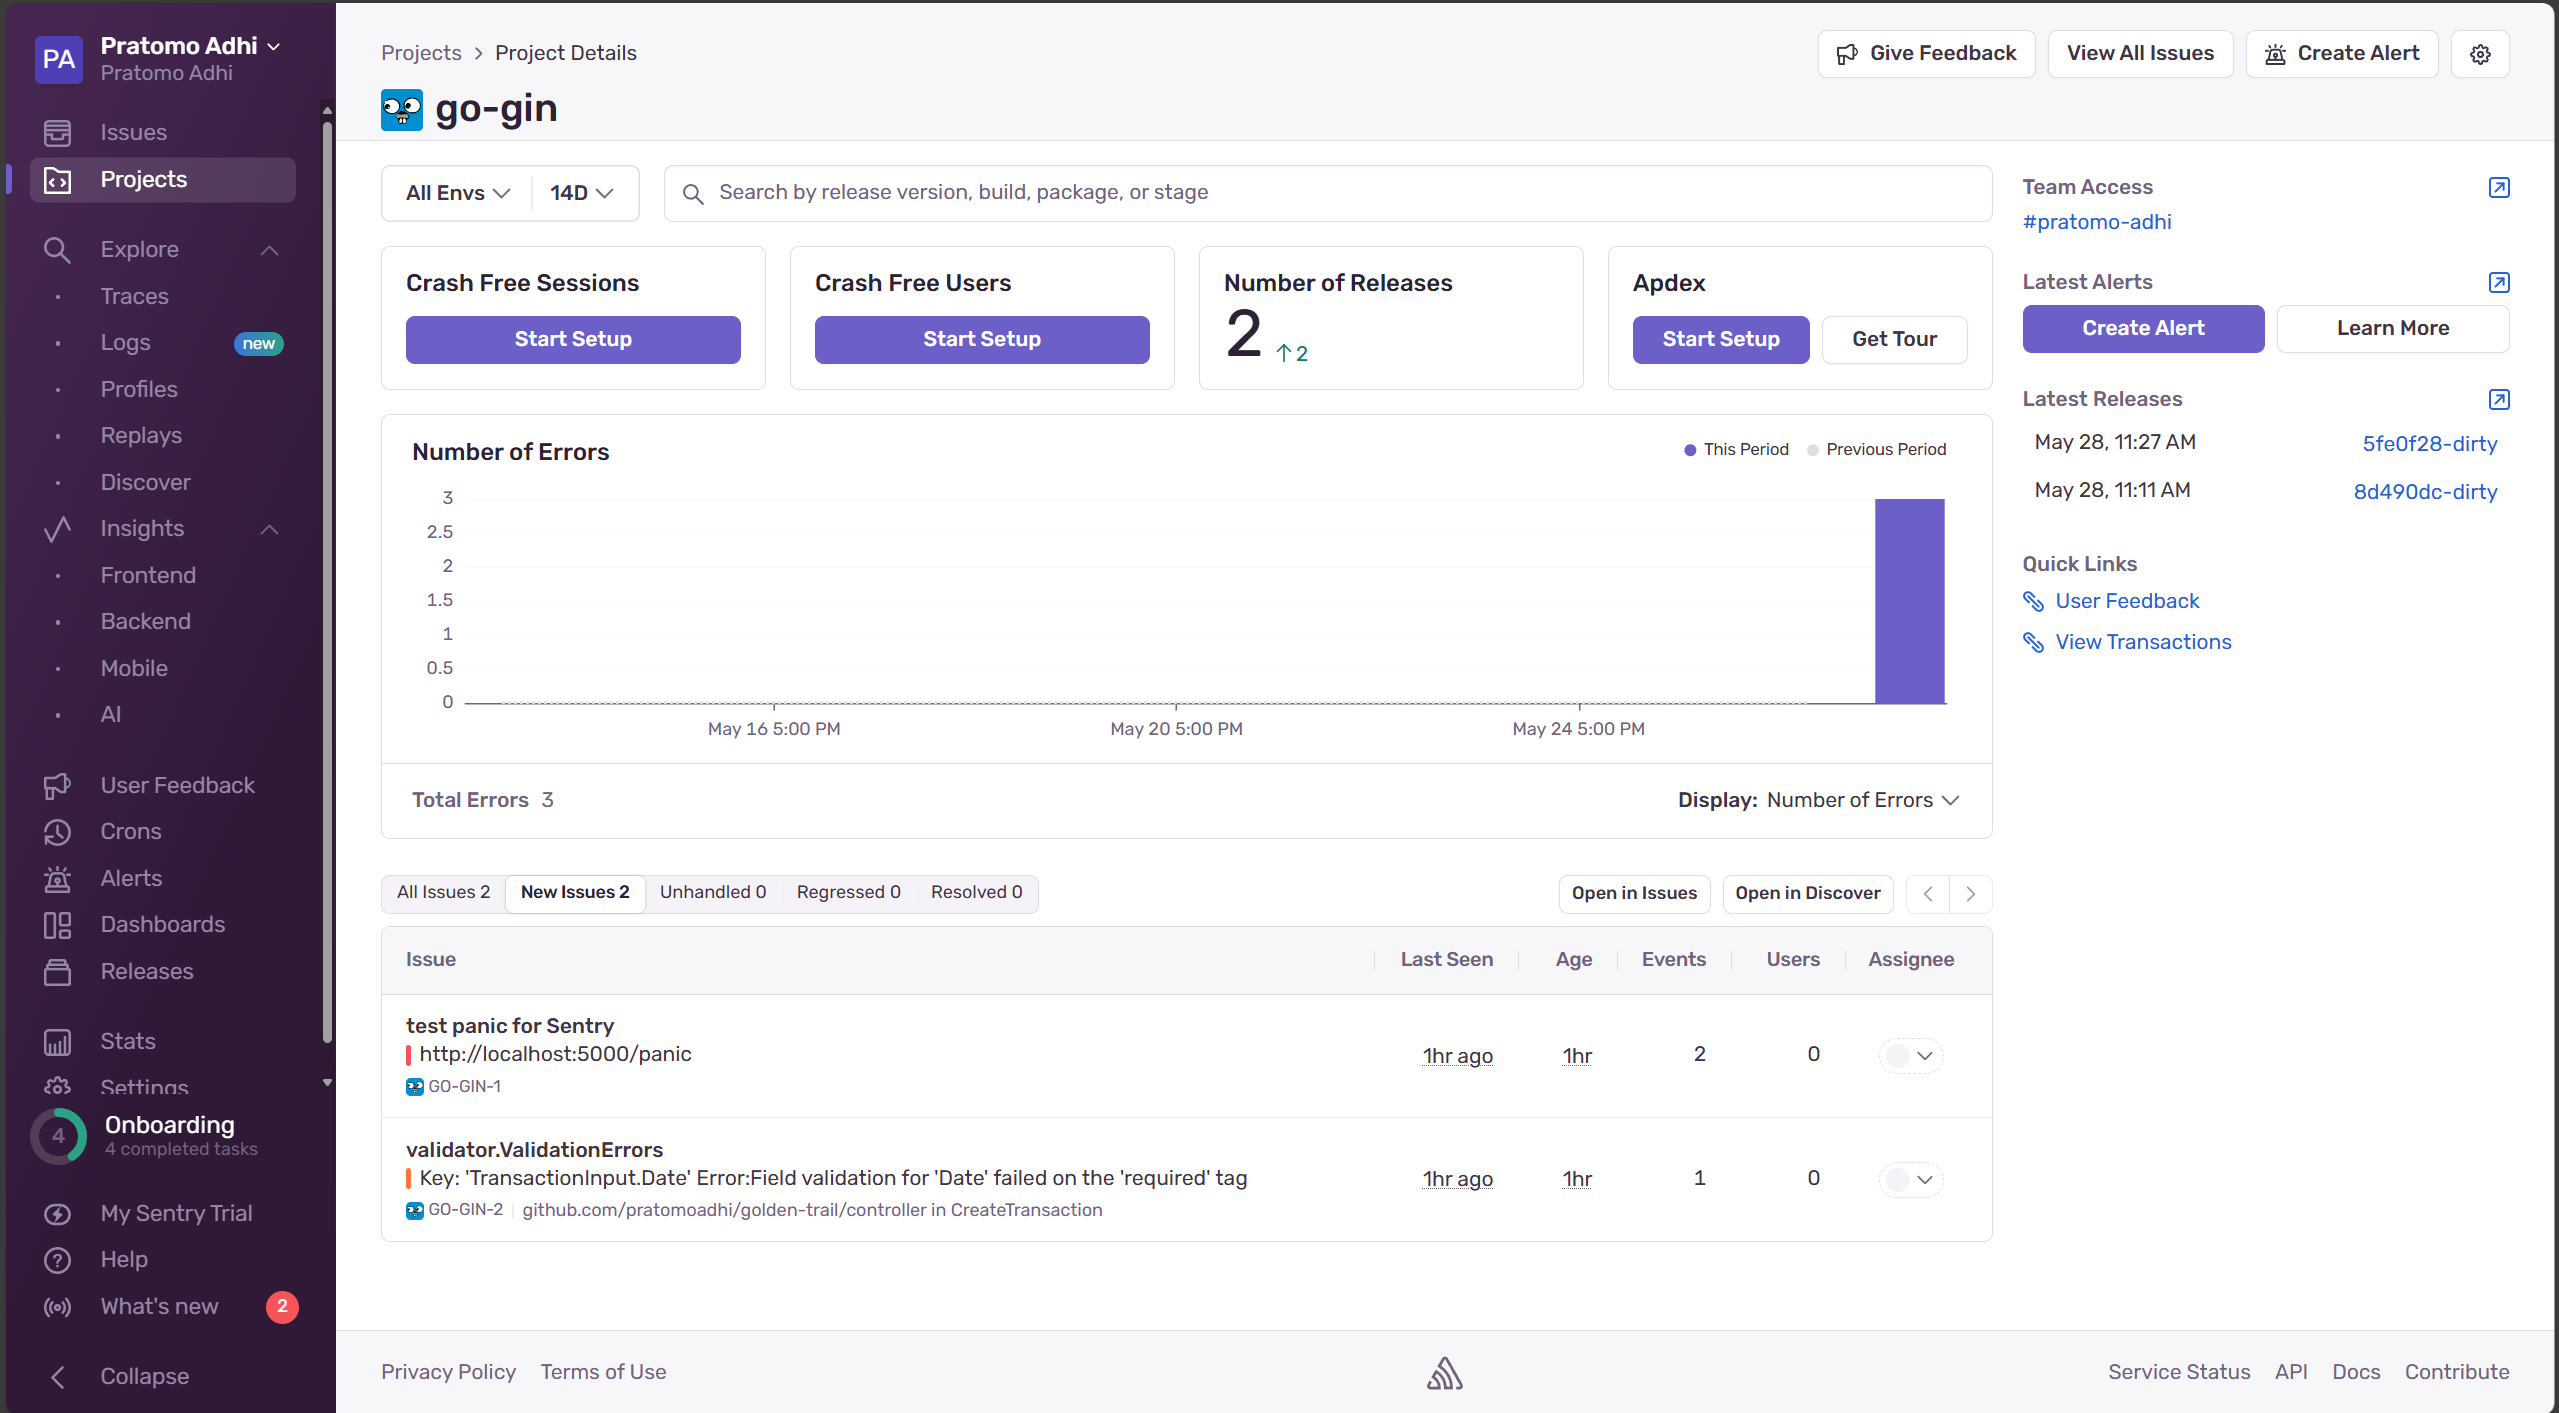 PA
Pratomo Adhi
Pratomo Adhi
Issues
Projects
Explore
Traces
Logs new
Profiles
Replays
Discover
Insights
Frontend
Backend
Mobile
AI
User Feedback
Crons
Alerts
Dashboards
Releases
Stats
Settings
4
Onboarding
4 completed tasks
My Sentry Trial
Help
What's new 2
Collapse
Projects > Project Details
Give Feedback
View All Issues
Create Alert
go-gin
All Envs
14D
Search by release version, build, package, or stage
Crash Free Sessions
Start Setup
Crash Free Users
Start Setup
Number of Releases
2 ↑2
Apdex
Start Setup
Get Tour
Number of Errors
This Period
Previous Period
3
2.5
2
1.5
1
0.5
0
May 16 5:00 PM
May 20 5:00 PM
May 24 5:00 PM
Total Errors 3
Display: Number of Errors
All Issues 2
New Issues 2
Unhandled 0
Regressed 0
Resolved 0
Open in Issues
Open in Discover
Issue Last Seen Age Events Users Assignee
test panic for Sentry
http://localhost:5000/panic
GO-GIN-1
1hr ago 1hr 2 0
validator.ValidationErrors
Key: 'TransactionInput.Date' Error:Field validation for 'Date' failed on the 'required' tag
GO-GIN-2 github.com/pratomoadhi/golden-trail/controller in CreateTransaction
1hr ago 1hr 1 0
Team Access
#pratomo-adhi
Latest Alerts
Create Alert
Learn More
Latest Releases
May 28, 11:27 AM 5fe0f28-dirty
May 28, 11:11 AM 8d490dc-dirty
Quick Links
User Feedback
View Transactions
Privacy Policy
Terms of Use
Service Status
API
Docs
Contribute